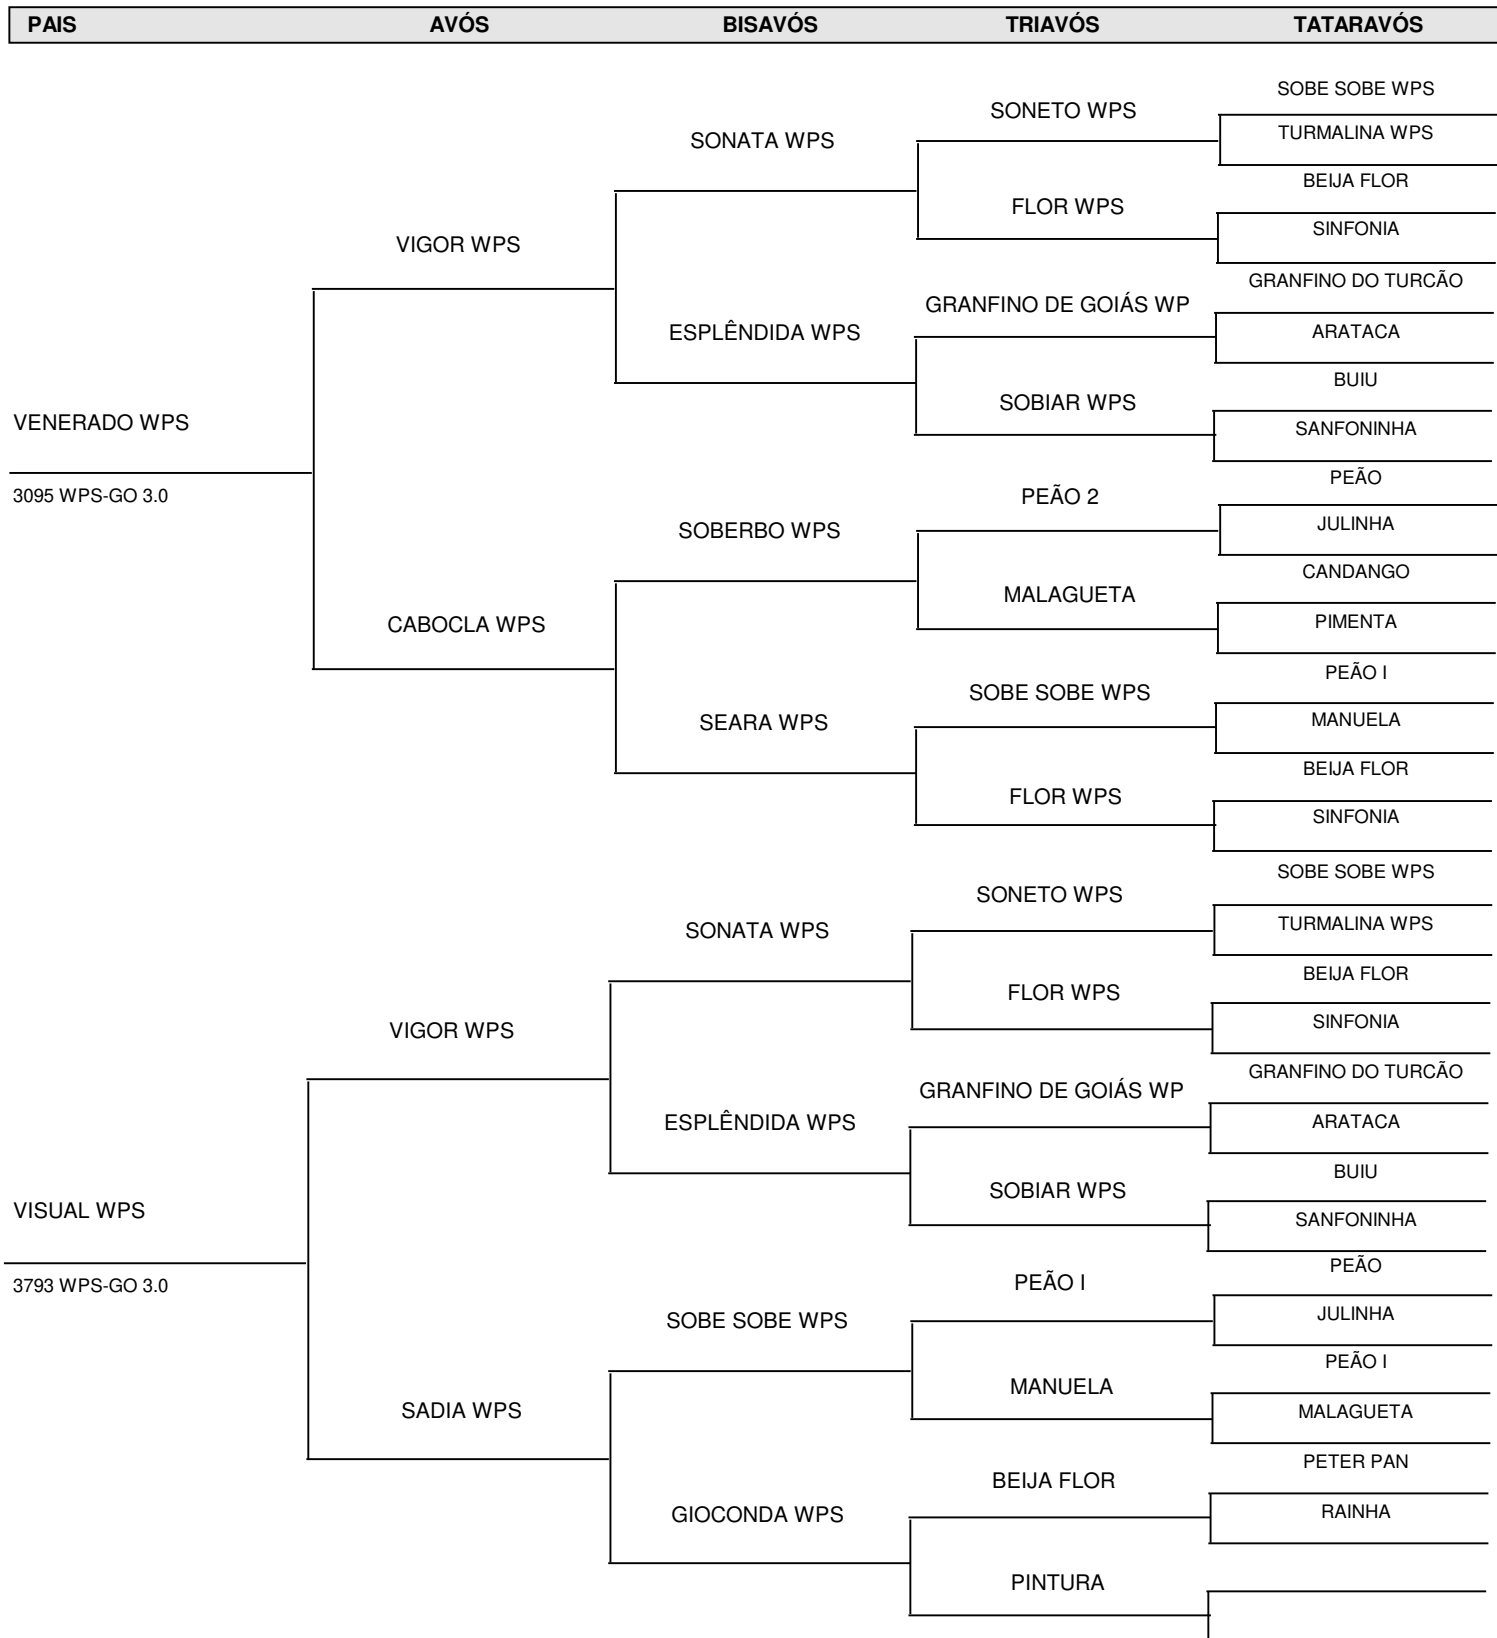 PAIS AVÓS BISAVÓS TRIAVÓS TATARAVÓS
SOBE SOBE WPS
SONETO WPS
TURMALINA WPS
SONATA WPS
BEIJA FLOR
FLOR WPS
SINFONIA
VIGOR WPS
GRANFINO DO TURCÃO
GRANFINO DE GOIÁS WP
ARATACA
ESPLÊNDIDA WPS
BUIU
SOBIAR WPS
SANFONINHA
VENERADO WPS
3095 WPS-GO 3.0
PEÃO
PEÃO 2
JULINHA
SOBERBO WPS
CANDANGO
MALAGUETA
PIMENTA
CABOCLA WPS
PEÃO I
SOBE SOBE WPS
MANUELA
SEARA WPS
BEIJA FLOR
FLOR WPS
SINFONIA
SOBE SOBE WPS
SONETO WPS
TURMALINA WPS
SONATA WPS
BEIJA FLOR
FLOR WPS
SINFONIA
VIGOR WPS
GRANFINO DO TURCÃO
GRANFINO DE GOIÁS WP
ARATACA
ESPLÊNDIDA WPS
BUIU
SOBIAR WPS
SANFONINHA
VISUAL WPS
3793 WPS-GO 3.0
PEÃO
PEÃO I
JULINHA
SOBE SOBE WPS
PEÃO I
MANUELA
MALAGUETA
SADIA WPS
PETER PAN
BEIJA FLOR
RAINHA
GIOCONDA WPS
PINTURA